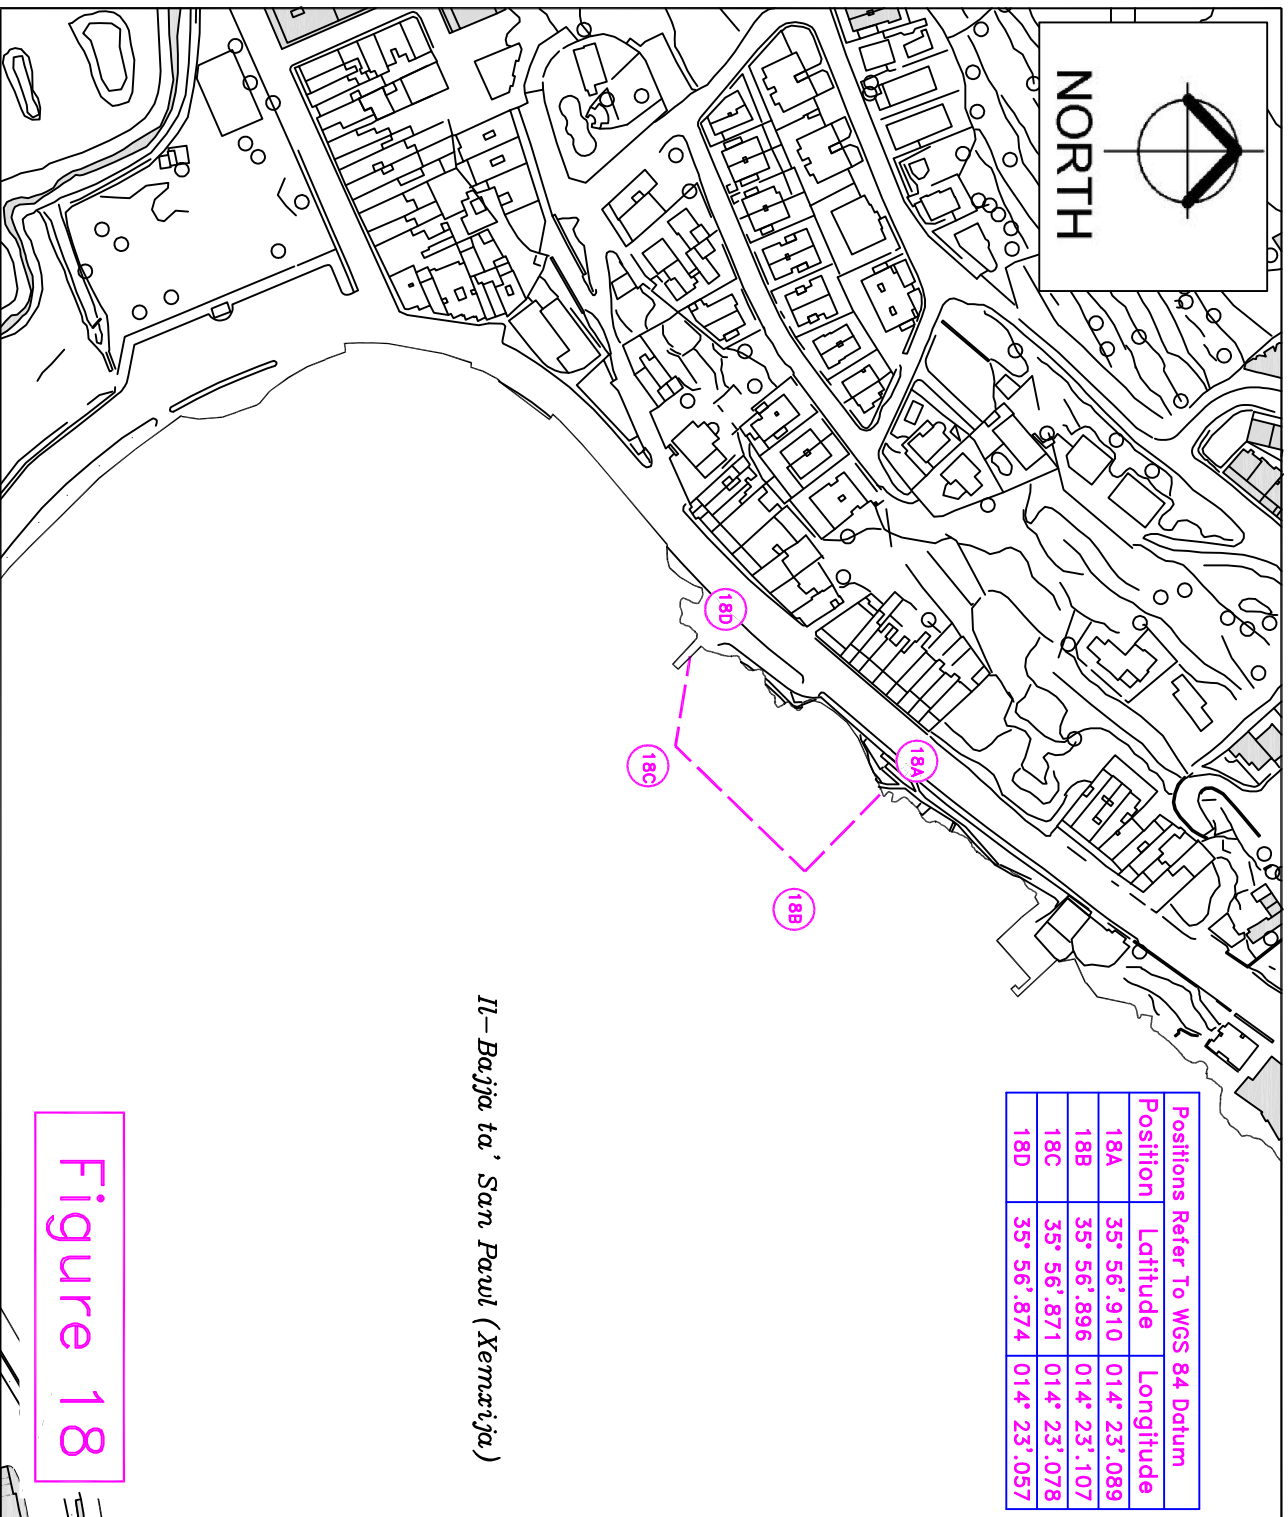 NORTH
18D
18A
18C
18B
Il-Bajja ta' San Pawl (Xemxija)
Positions Refer To WGS 84 Datum
Position Latitude Longitude
18A 35° 56'.910 014° 23'.089
18B 35° 56'.896 014° 23'.107
18C 35° 56'.871 014° 23'.078
18D 35° 56'.874 014° 23'.057
Figure 18